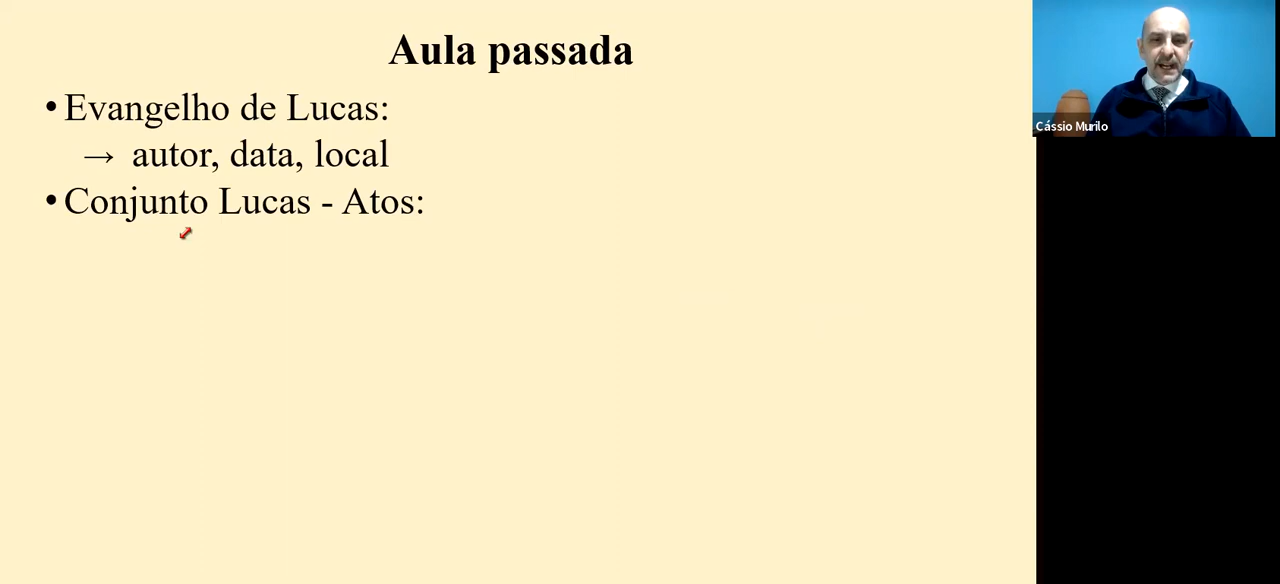 Aula passada
• Evangelho de Lucas:
→ autor, data, local
• Conjunto Lucas - Atos:
Cássio Murilo